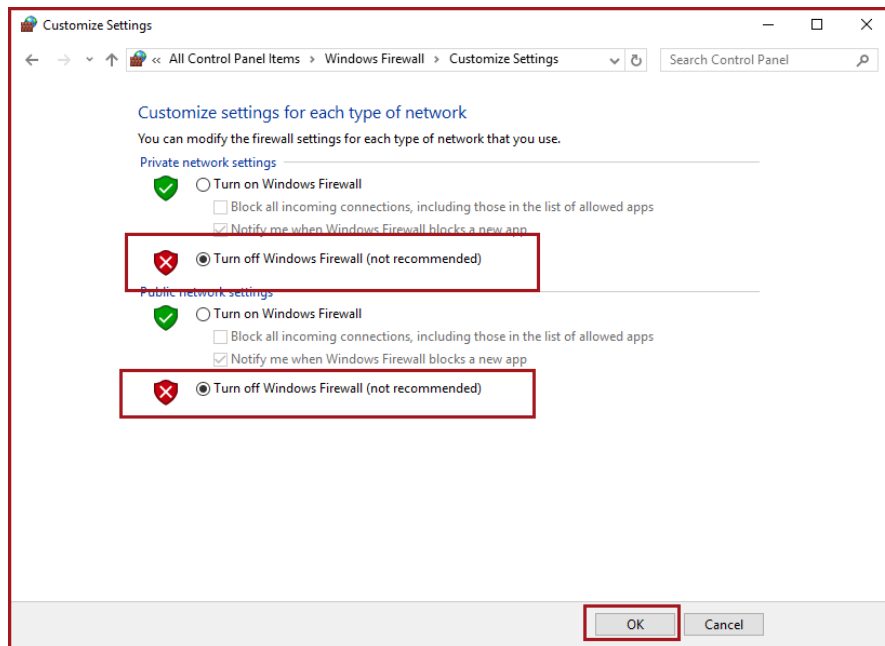 Customize Settings
« All Control Panel Items > Windows Firewall > Customize Settings
Search Control Panel
Customize settings for each type of network
You can modify the firewall settings for each type of network that you use.
Private network settings
Turn on Windows Firewall
Block all incoming connections, including those in the list of allowed apps
Notify me when Windows Firewall blocks a new app
Turn off Windows Firewall (not recommended)
Public network settings
Turn on Windows Firewall
Block all incoming connections, including those in the list of allowed apps
Notify me when Windows Firewall blocks a new app
Turn off Windows Firewall (not recommended)
OK
Cancel